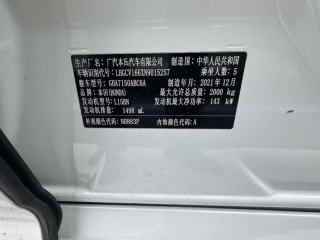 生产厂名: 广汽本田汽车有限公司 制造国: 中华人民共和国
车辆识别代号: LHGCV166XN9015257 乘坐人数: 5
整车型号: GHA7150ABC6A 制造年月: 2021年12月
品牌: 本田(HONDA) 最大允许总质量: 2000 kg
发动机型号: L15BN 发动机最大净功率: 143 kW
发动机排量: 1498 mL
外观颜色代码: NH883P 内饰颜色代码: A